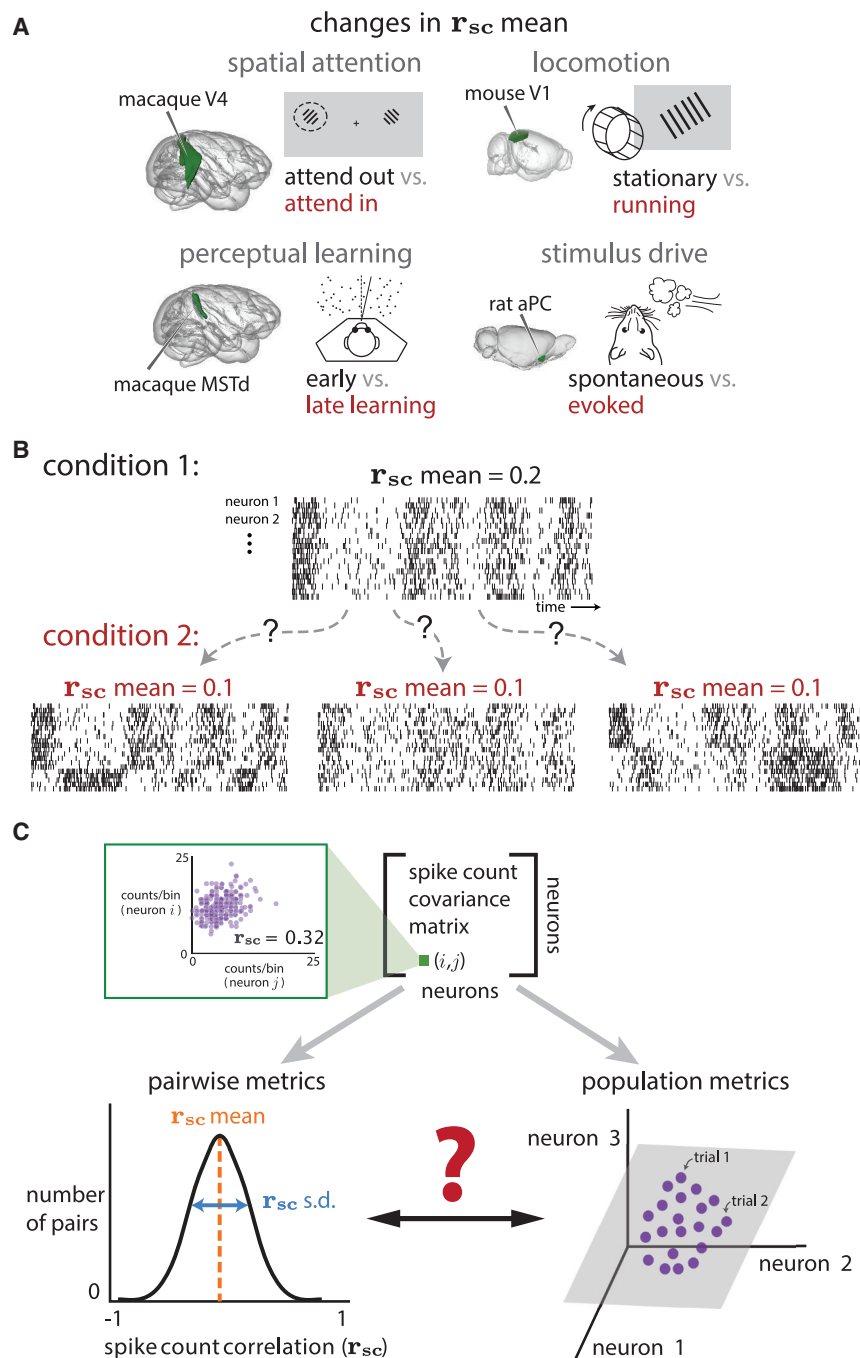 A
changes in rsc mean
spatial attention
macaque V4
+
attend out vs.
attend in
locomotion
mouse V1
stationary vs.
running
perceptual learning
macaque MSTd
early vs.
late learning
stimulus drive
rat aPC
spontaneous vs.
evoked
B
condition 1:
rsc mean = 0.2
neuron 1
neuron 2
time
condition 2:
?
?
?
rsc mean = 0.1
rsc mean = 0.1
rsc mean = 0.1
C
25
counts/bin
(neuron i)
rsc = 0.32
0
0
25
counts/bin
(neuron j)
spike count
covariance
matrix
(i,j)
neurons
neurons
pairwise metrics
rsc mean
rsc s.d.
number
of pairs
0
-1
1
spike count correlation (rsc)
?
population metrics
neuron 3
trial 1
trial 2
neuron 2
neuron 1